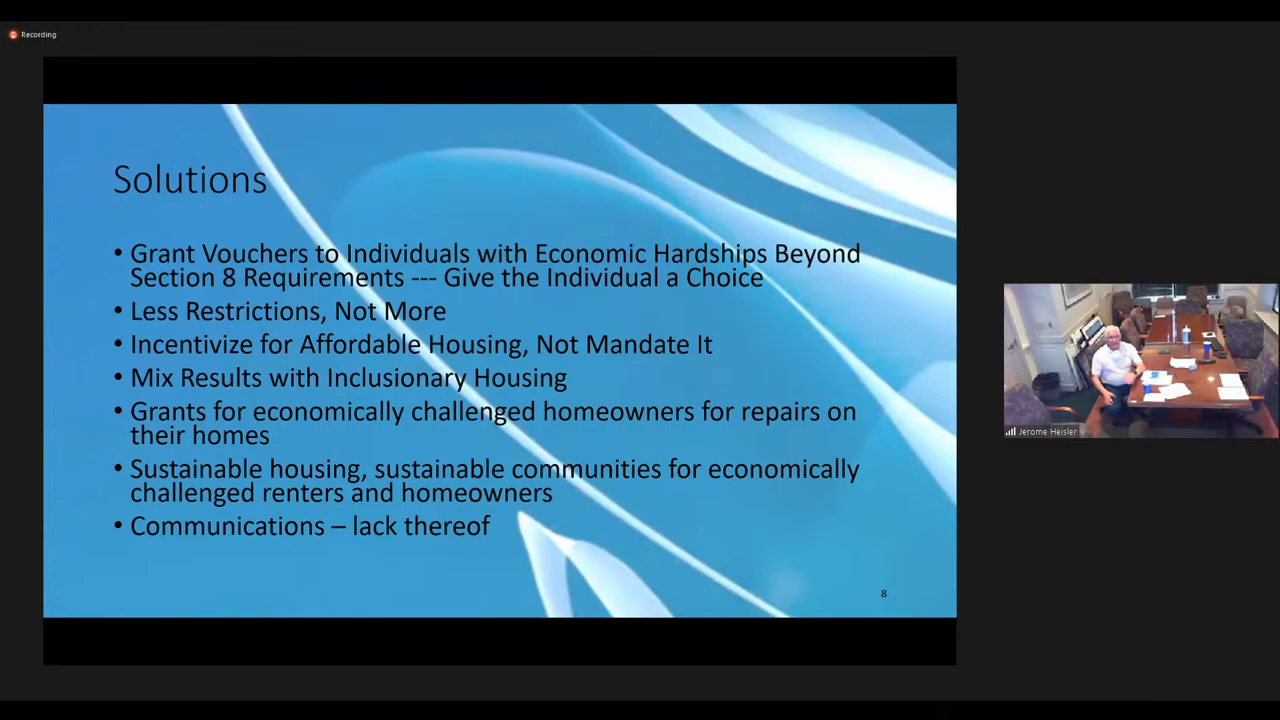 Recording
Solutions
• Grant Vouchers to Individuals with Economic Hardships Beyond
Section 8 Requirements --- Give the Individual a Choice
• Less Restrictions, Not More
• Incentivize for Affordable Housing, Not Mandate It
• Mix Results with Inclusionary Housing
• Grants for economically challenged homeowners for repairs on
their homes
• Sustainable housing, sustainable communities for economically
challenged renters and homeowners
• Communications – lack thereof
8
Jerome Heisler